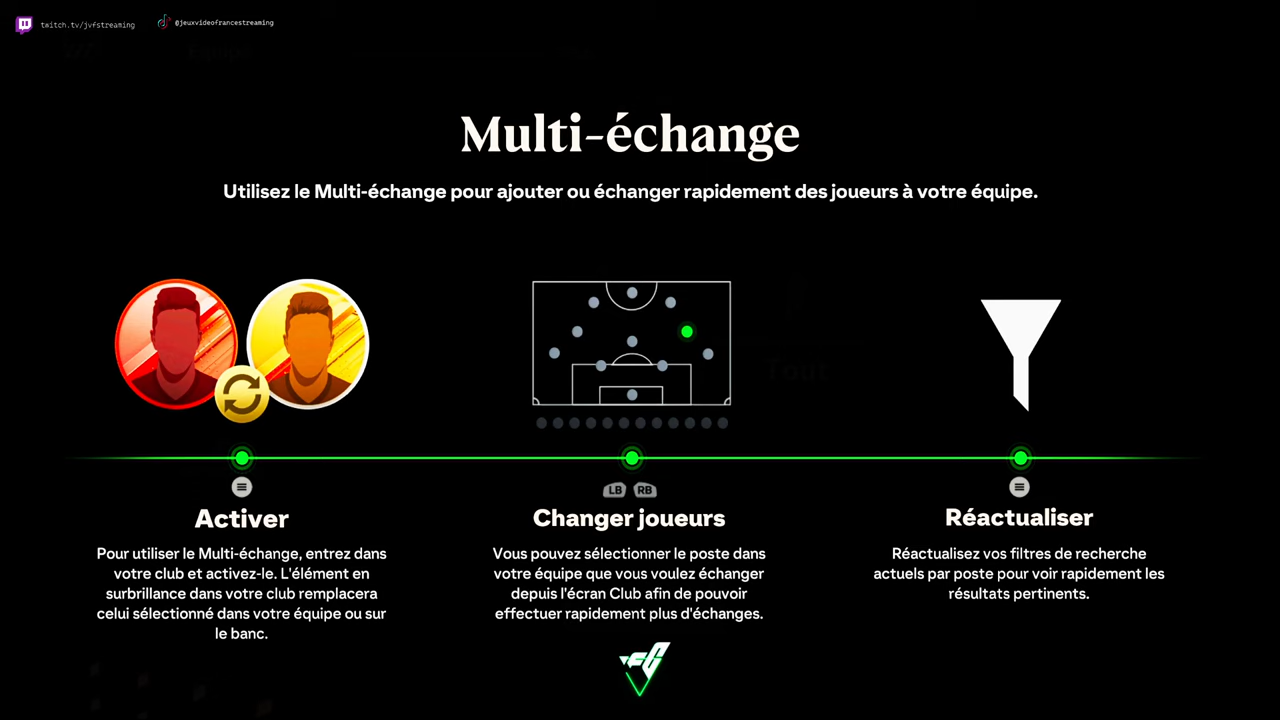 twitch.tv/jvfstreaming
@jeuxvideofrancestreaming
Multi-échange
Utilisez le Multi-échange pour ajouter ou échanger rapidement des joueurs à votre équipe.
LB RB
Activer
Pour utiliser le Multi-échange, entrez dans
votre club et activez-le. L'élément en
surbrillance dans votre club remplacera
celui sélectionné dans votre équipe ou sur
le banc.
Changer joueurs
Vous pouvez sélectionner le poste dans
votre équipe que vous voulez échanger
depuis l'écran Club afin de pouvoir
effectuer rapidement plus d'échanges.
Réactualiser
Réactualisez vos filtres de recherche
actuels par poste pour voir rapidement les
résultats pertinents.
Tout